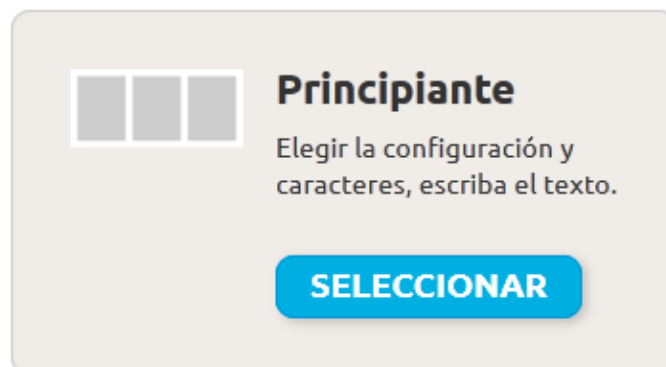 Principiante
Elegir la configuración y
caracteres, escriba el texto.
SELECCIONAR